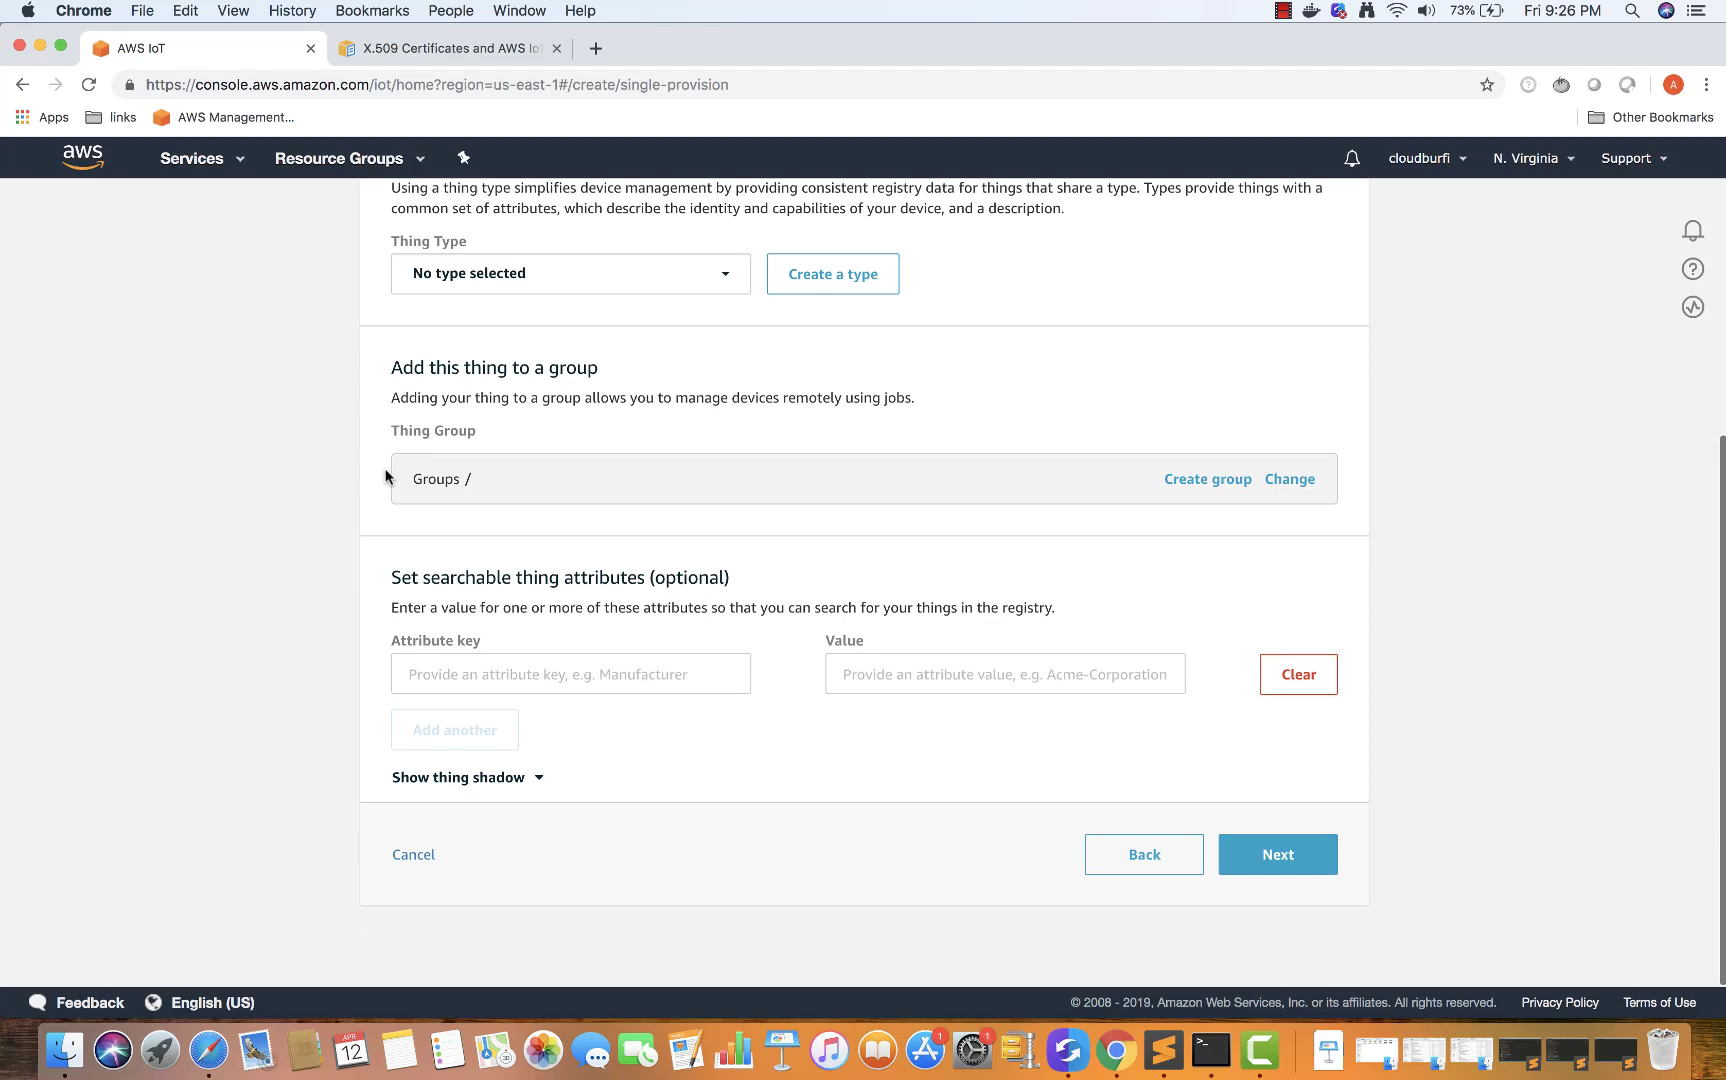 Chrome File Edit View History Bookmarks People Window Help 73% Fri 9:26 PM
AWS IoT X.509 Certificates and AWS Io
https://console.aws.amazon.com/iot/home?region=us-east-1#/create/single-provision A
Apps links AWS Management... Other Bookmarks
aws Services Resource Groups cloudburfi N. Virginia Support
Using a thing type simplifies device management by providing consistent registry data for things that share a type. Types provide things with a
common set of attributes, which describe the identity and capabilities of your device, and a description.
Thing Type
No type selected Create a type
Add this thing to a group
Adding your thing to a group allows you to manage devices remotely using jobs.
Thing Group
Groups / Create group Change
Set searchable thing attributes (optional)
Enter a value for one or more of these attributes so that you can search for your things in the registry.
Attribute key Value
Provide an attribute key, e.g. Manufacturer Provide an attribute value, e.g. Acme-Corporation Clear
Add another
Show thing shadow
Cancel Back Next
Feedback English (US) © 2008 - 2019, Amazon Web Services, Inc. or its affiliates. All rights reserved. Privacy Policy Terms of Use
APR
12
1
1